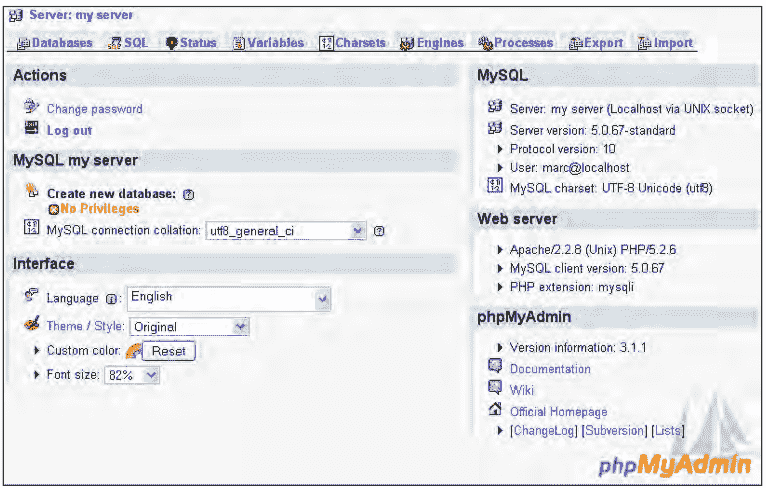 Server: my server
Databases SQL Status Variables Charsets Engines Processes Export Import
Actions
Change password
Log out
MySQL my server
Create new database:
No Privileges
MySQL connection collation: utf8_general_ci
Interface
Language: English
Theme / Style: Original
Custom color: Reset
Font size: 82%
MySQL
Server: my server (Localhost via UNIX socket)
Server version: 5.0.67-standard
Protocol version: 10
User: marc@localhost
MySQL charset: UTF-8 Unicode (utf8)
Web server
Apache/2.2.8 (Unix) PHP/5.2.6
MySQL client version: 5.0.67
PHP extension: mysqli
phpMyAdmin
Version information: 3.1.1
Documentation
Wiki
Official Homepage
[ChangeLog] [Subversion] [Lists]
phpMyAdmin